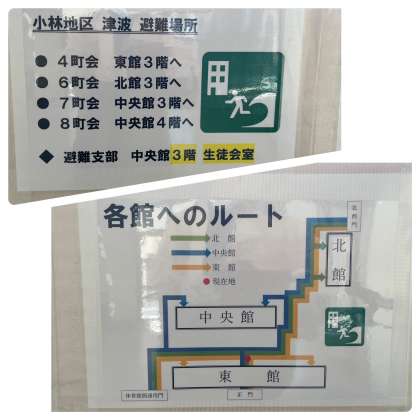 小林地区 津波 避難場所
● 4町会 東館3階へ
● 6町会 北館3階へ
● 7町会 中央館3階へ
● 8町会 中央館4階へ
◆ 避難支部 中央館3階 生徒会室
各館へのルート
北館
中央館
東館
● 現在地
北西門
北館
中央館
東館
正門